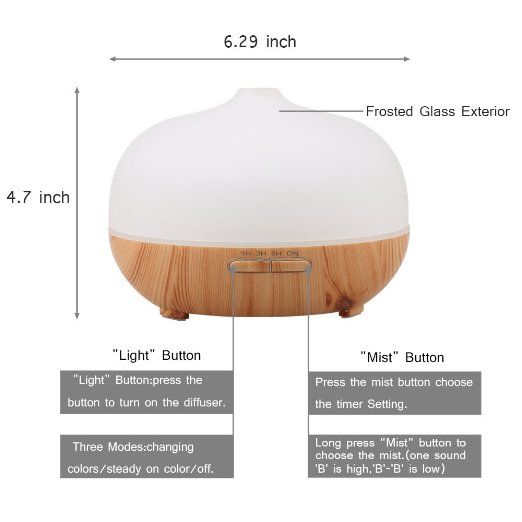 6.29 inch
Frosted Glass Exterior
4.7 inch
1H 3H 6H ON
"Light" Button
"Mist" Button
"Light" Button:press the
button to turn on the diffuser.
Press the mist button choose
the timer Setting.
Three Modes:changing
colors/steady on color/off.
Long press "Mist" button to
choose the mist.(one sound
'B' is high,'B'-'B' is low)